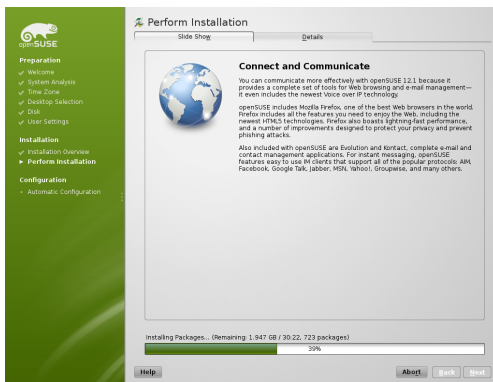 openSUSE
Preparation
Welcome
System Analysis
Time Zone
Desktop Selection
Disk
User Settings
Installation
Installation Overview
Perform Installation
Configuration
Automatic Configuration
Perform Installation
Slide Show
Details
Connect and Communicate
You can communicate more effectively with openSUSE 12.1 because it
provides a complete set of tools for Web browsing and e-mail management—
it even includes the newest Voice over IP technology.
openSUSE includes Mozilla Firefox, one of the best Web browsers in the world.
Firefox includes all the features you need to enjoy the Web, including the
newest HTML5 technologies. Firefox also boasts lightning-fast performance,
and a number of improvements designed to protect your privacy and prevent
phishing attacks.
Also included with openSUSE are Evolution and Kontact, complete e-mail and
contact management applications. For instant messaging, openSUSE
features easy to use IM clients that support all of the popular protocols: AIM,
Facebook, Google Talk, Jabber, MSN, Yahoo!, Groupwise, and many others.
Installing Packages... (Remaining: 1.947 GB / 30:22, 723 packages)
39%
Help
Abort
Back
Next